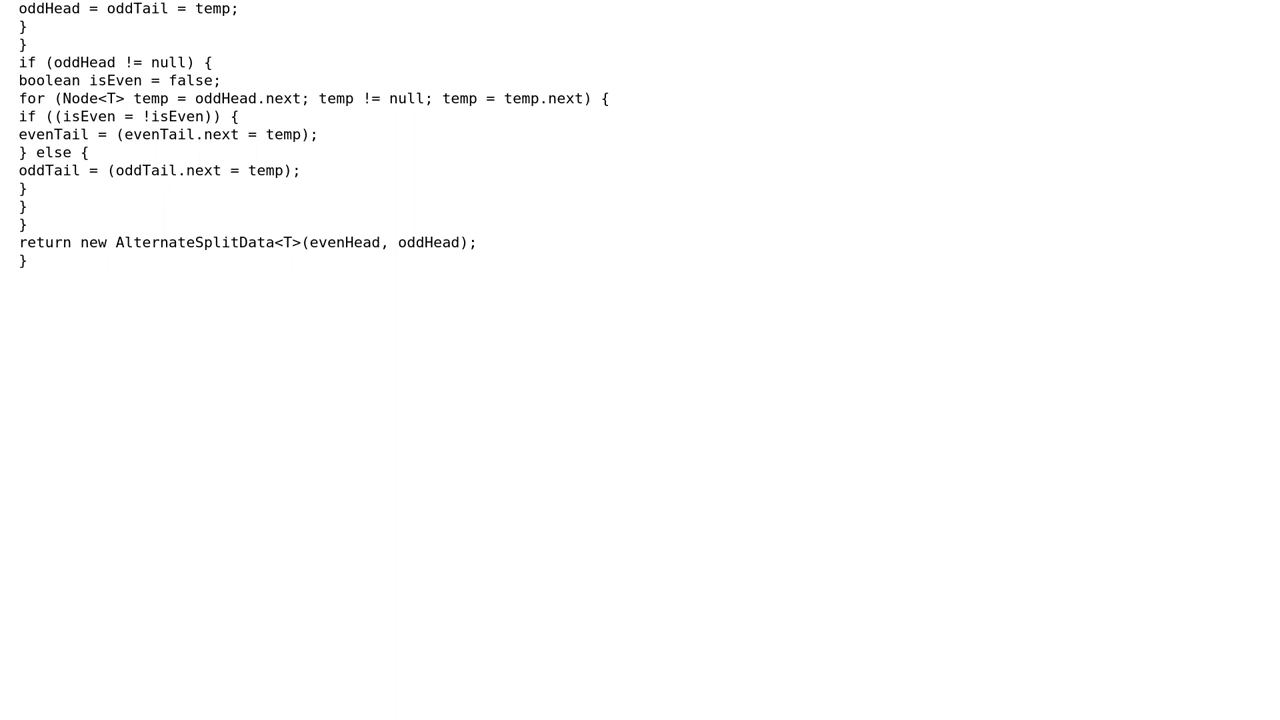 oddHead = oddTail = temp;
}
}
if (oddHead != null) {
boolean isEven = false;
for (Node<T> temp = oddHead.next; temp != null; temp = temp.next) {
if ((isEven = !isEven)) {
evenTail = (evenTail.next = temp);
} else {
oddTail = (oddTail.next = temp);
}
}
}
return new AlternateSplitData<T>(evenHead, oddHead);
}